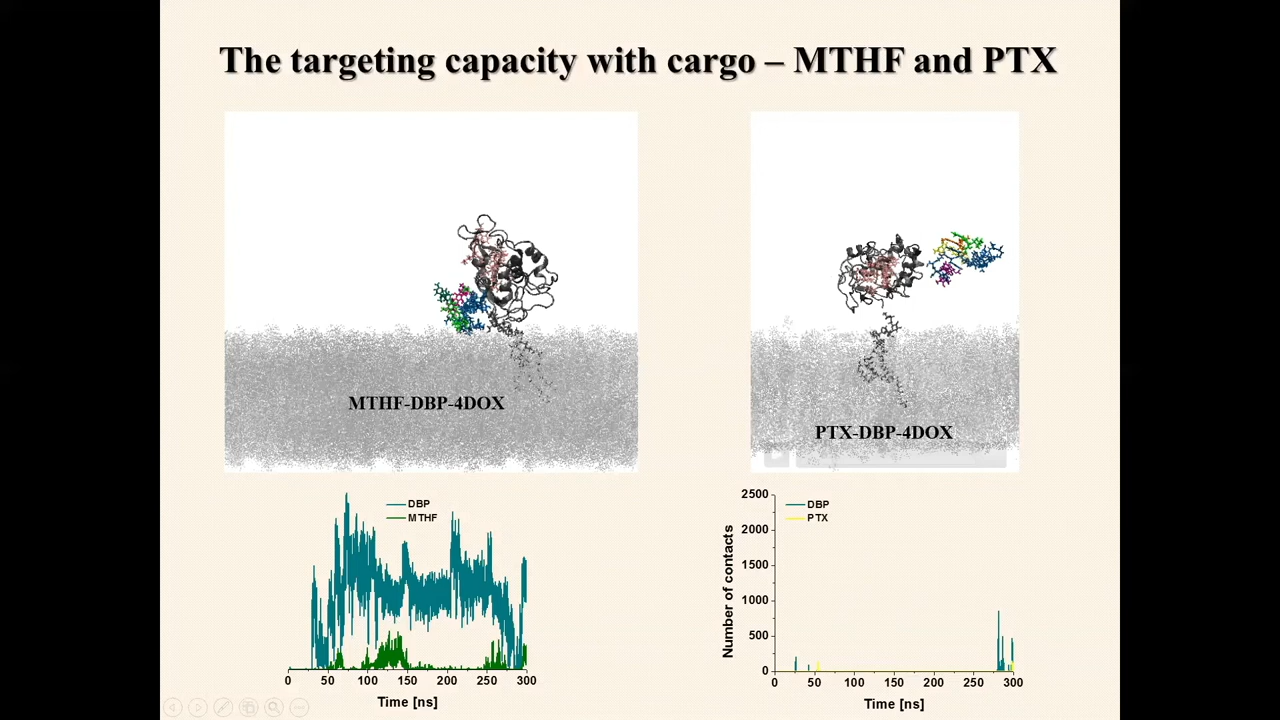 The targeting capacity with cargo – MTHF and PTX
MTHF-DBP-4DOX
PTX-DBP-4DOX
DBP
MTHF
0 50 100 150 200 250 300
Time [ns]
Number of contacts
2500
2000
1500
1000
500
0
DBP
PTX
0 50 100 150 200 250 300
Time [ns]